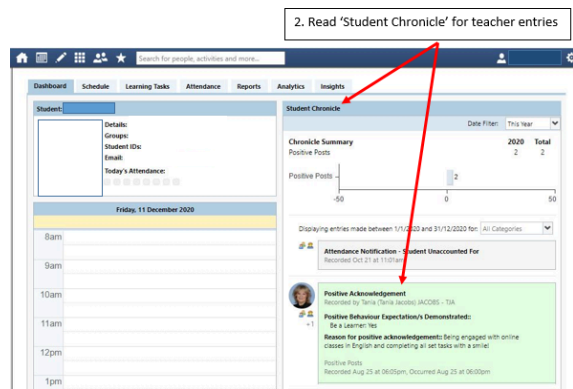 2. Read ‘Student Chronicle’ for teacher entries
Search for people, activities and more...
Dashboard Schedule Learning Tasks Attendance Reports Analytics Insights
Student:
Details:
Groups:
Student IDs:
Email:
Today's Attendance:
Friday, 11 December 2020
8am
9am
10am
11am
12pm
1pm
Student Chronicle
Date Filter: This Year
Chronicle Summary 2020 Total
Positive Posts 2 2
Positive Posts 2
-50 0 50
Displaying entries made between 1/1/2020 and 31/12/2020 for: All Categories
Attendance Notification - Student Unaccounted For
Recorded Oct 21 at 11:01am
Positive Acknowledgement
Recorded by Tania (Tania Jacobs) JACOBS - TJA
+1
Positive Behaviour Expectation/s Demonstrated::
Be a Learner: Yes
Reason for positive acknowledgement:: Being engaged with online
classes in English and completing all set tasks with a smile!
Positive Posts
Recorded Aug 25 at 06:05pm, Occurred Aug 25 at 06:00pm